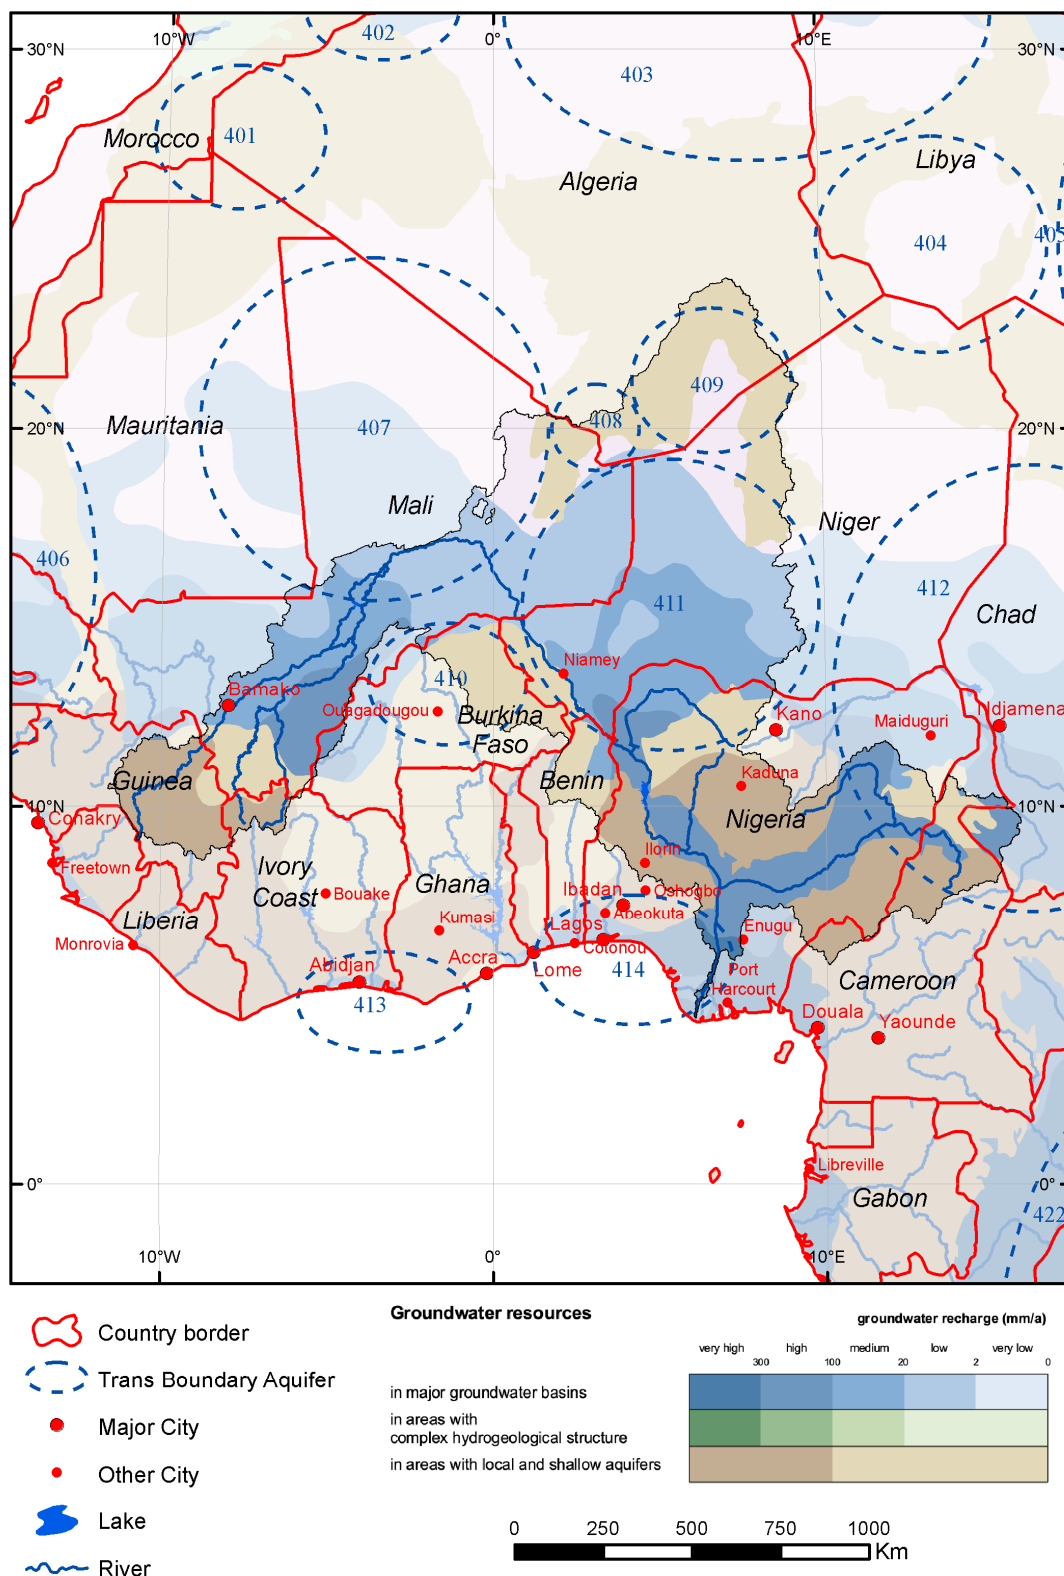 10°W
0°
10°E
30°N
30°N
402
403
401
Morocco
Algeria
Libya
404
405
409
408
20°N
20°N
Mauritania
407
Mali
Niger
406
412
411
Chad
Niamey
410
Bamako
Ouagadougou
Burkina
Faso
Kano
Maiduguri
Ndjamena
Guinea
Benin
Kaduna
10°N
10°N
Conakry
Nigeria
Freetown
Ivory
Coast
Bouake
Ghana
Ilorin
Ibadan
Oshogbo
Liberia
Kumasi
Lagos
Abeokuta
Enugu
Monrovia
Cotonou
Abidjan
Accra
Lome
414
Port
Harcourt
Cameroon
413
Douala
Yaounde
Libreville
0°
0°
Gabon
422
10°W
0°
10°E
Country border
Trans Boundary Aquifer
Major City
Other City
Lake
River
Groundwater resources
groundwater recharge (mm/a)
very high
high
medium
low
very low
300
100
20
2
0
in major groundwater basins
in areas with
complex hydrogeological structure
in areas with local and shallow aquifers
0
250
500
750
1000
Km